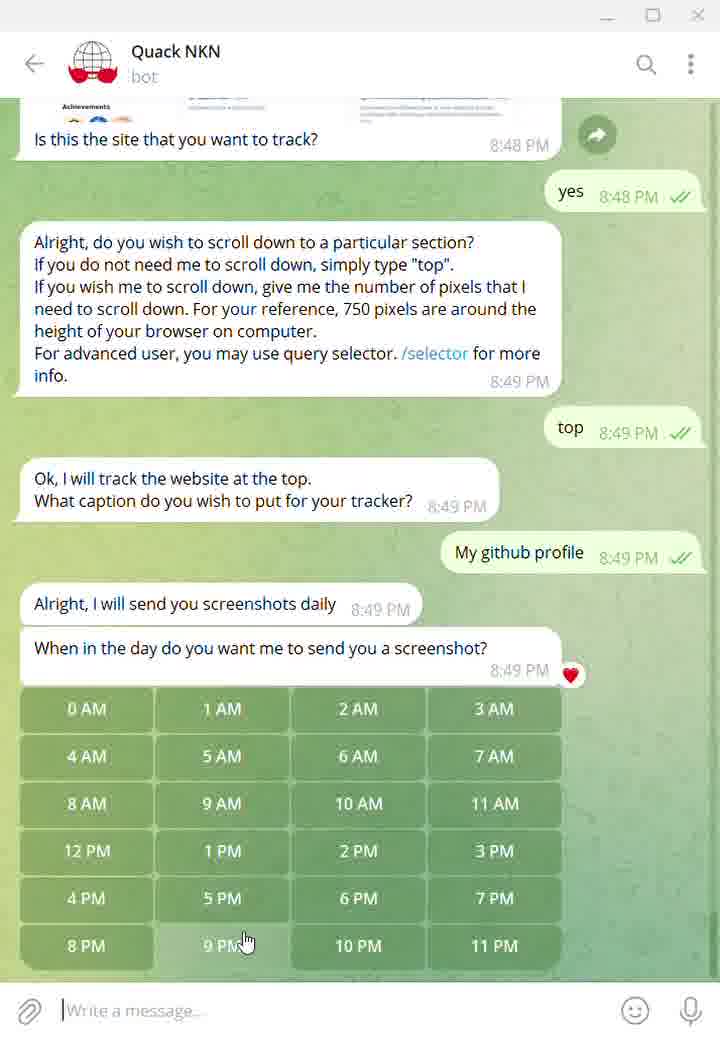 Quack NKN
bot
Achievements
Is this the site that you want to track?
8:48 PM
yes
8:48 PM
Alright, do you wish to scroll down to a particular section?
If you do not need me to scroll down, simply type "top".
If you wish me to scroll down, give me the number of pixels that I
need to scroll down. For your reference, 750 pixels are around the
height of your browser on computer.
For advanced user, you may use query selector. /selector for more
info.
8:49 PM
top
8:49 PM
Ok, I will track the website at the top.
What caption do you wish to put for your tracker?
8:49 PM
My github profile
8:49 PM
Alright, I will send you screenshots daily
8:49 PM
When in the day do you want me to send you a screenshot?
8:49 PM
0 AM 1 AM 2 AM 3 AM
4 AM 5 AM 6 AM 7 AM
8 AM 9 AM 10 AM 11 AM
12 PM 1 PM 2 PM 3 PM
4 PM 5 PM 6 PM 7 PM
8 PM 9 PM 10 PM 11 PM
Write a message...